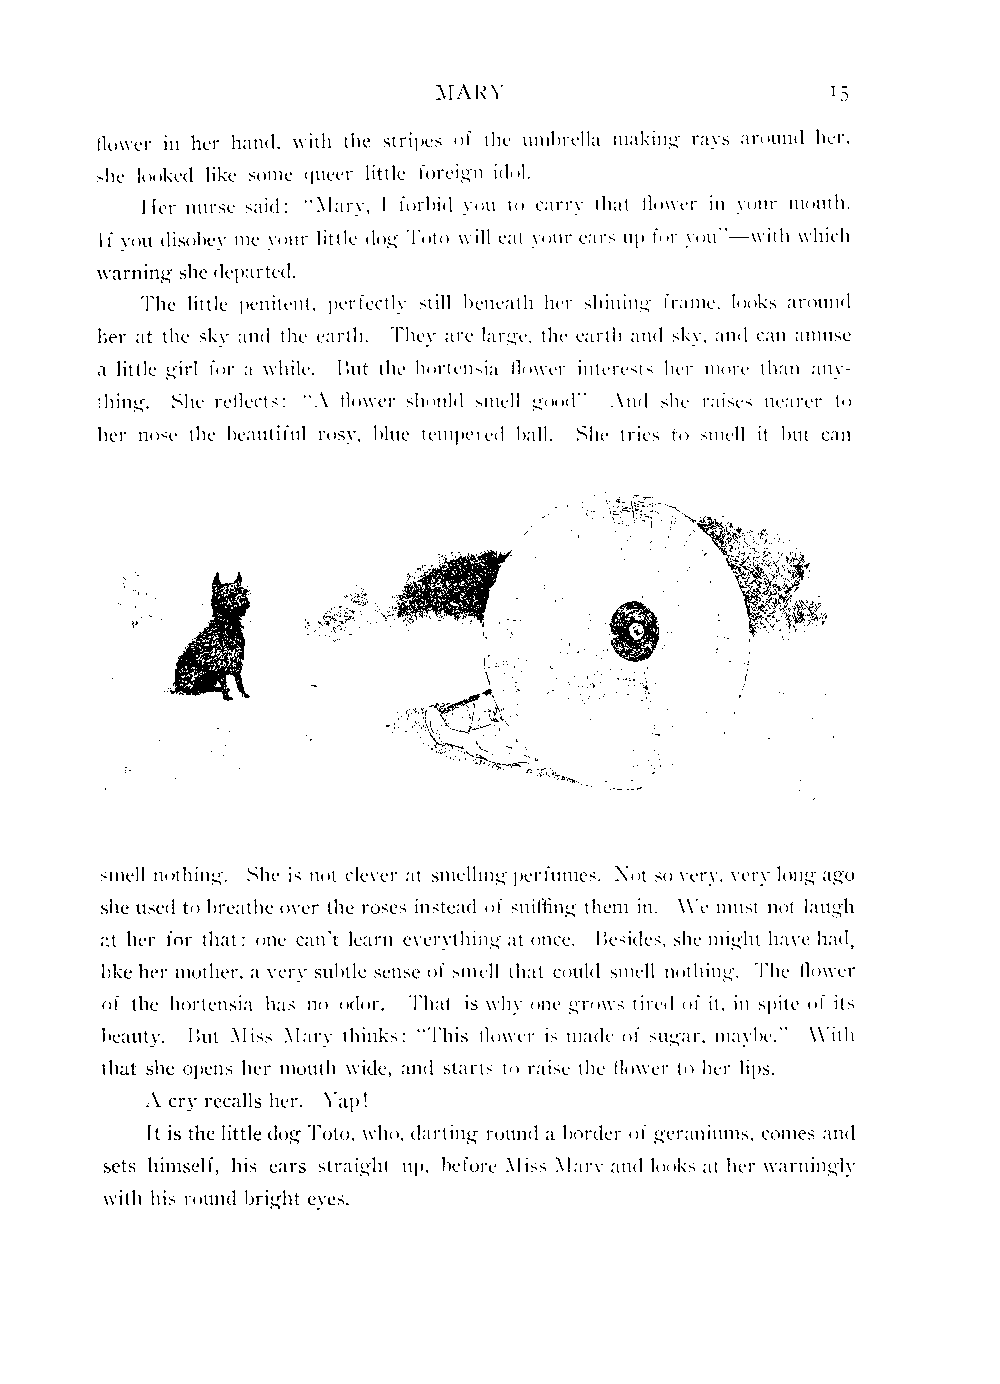 MARY 15
flower in her hand, with the stripes of the umbrella making rays around her,
she looked like some queer little foreign idol.
Her nurse said: "Mary, I forbid you to carry that flower in your mouth.
If you disobey me your little dog Toto will eat your ears up for you"—with which
warning she departed.
The little penitent, perfectly still beneath her shining frame, looks around
her at the sky and the earth. They are large, the earth and sky, and can amuse
a little girl for a while. But the hortensia flower interests her more than any-
thing. She reflects: "A flower should smell good" And she raises nearer to
her nose the beautiful rosy, blue tempered ball. She tries to smell it but can
smell nothing. She is not clever at smelling perfumes. Not so very, very long ago
she used to breathe over the roses instead of sniffing them in. We must not laugh
at her for that: one can't learn everything at once. Besides, she might have had,
like her mother, a very subtle sense of smell that could smell nothing. The flower
of the hortensia has no odor. That is why one grows tired of it, in spite of its
beauty. But Miss Mary thinks: "This flower is made of sugar, maybe." With
that she opens her mouth wide, and starts to raise the flower to her lips.
A cry recalls her. Yap!
It is the little dog Toto, who, darting round a border of geraniums, comes and
sets himself, his ears straight up, before Miss Mary and looks at her warningly
with his round bright eyes.